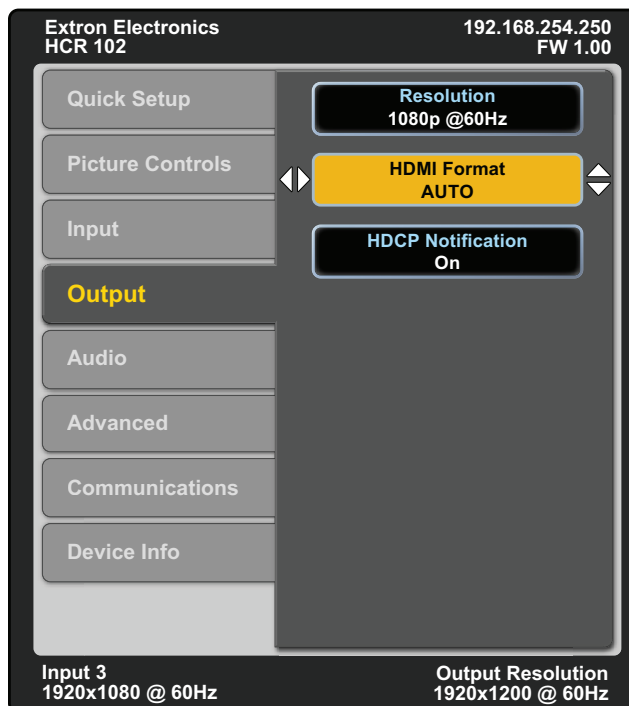 Extron Electronics
HCR 102
192.168.254.250
FW 1.00
Quick Setup
Picture Controls
Input
Output
Audio
Advanced
Communications
Device Info
Resolution
1080p @60Hz
HDMI Format
AUTO
HDCP Notification
On
Input 3
1920x1080 @ 60Hz
Output Resolution
1920x1200 @ 60Hz